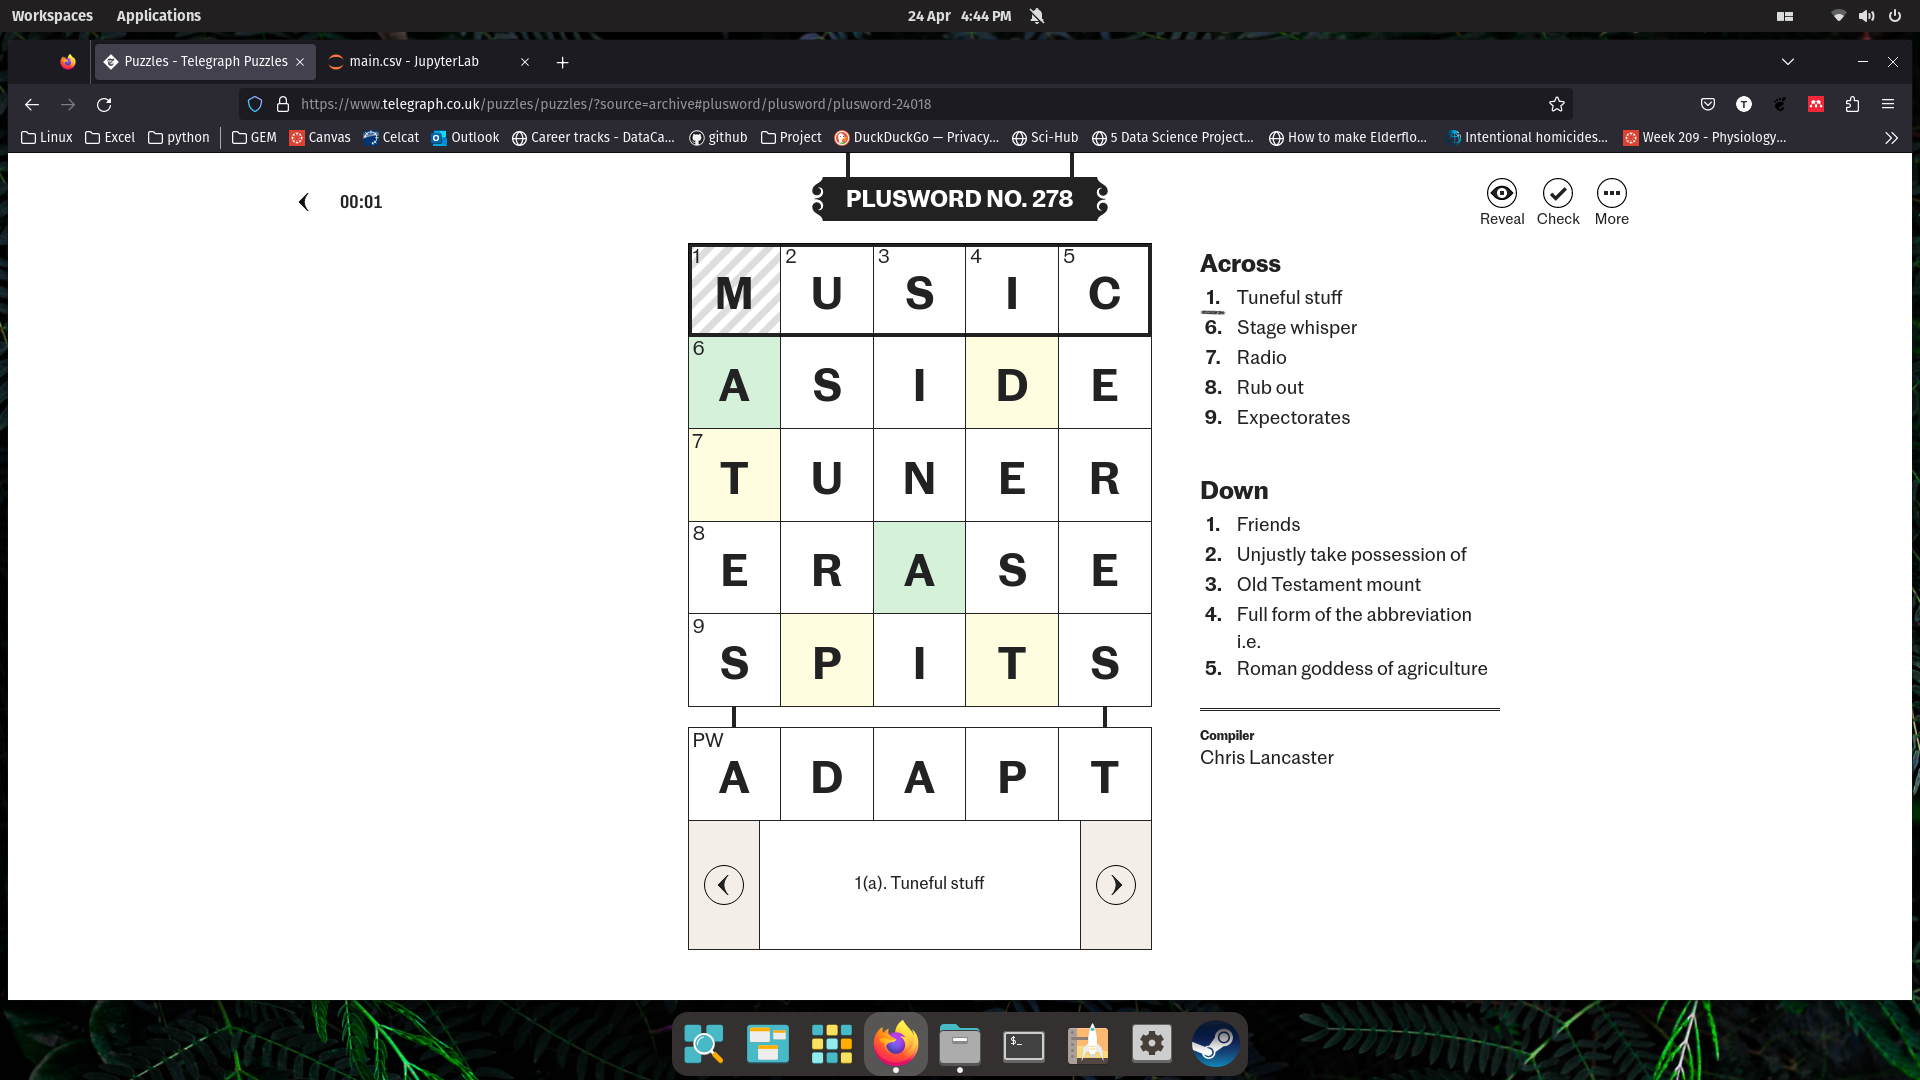 Workspaces Applications 24 Apr 4:44 PM
Puzzles - Telegraph Puzzles main.csv - JupyterLab
https://www.telegraph.co.uk/puzzles/puzzles/?source=archive#plusword/plusword/plusword-24018
Linux Excel python GEM Canvas Celcat Outlook Career tracks - DataCa... github Project DuckDuckGo — Privacy... Sci-Hub 5 Data Science Project... How to make Elderflo... Intentional homicides... Week 209 - Physiology...
00:01
PLUSWORD NO. 278
Reveal Check More
1 2 3 4 5
M U S I C
6
A S I D E
7
T U N E R
8
E R A S E
9
S P I T S
PW
A D A P T
1(a). Tuneful stuff
Across
1. Tuneful stuff
6. Stage whisper
7. Radio
8. Rub out
9. Expectorates
Down
1. Friends
2. Unjustly take possession of
3. Old Testament mount
4. Full form of the abbreviation
i.e.
5. Roman goddess of agriculture
Compiler
Chris Lancaster
$_